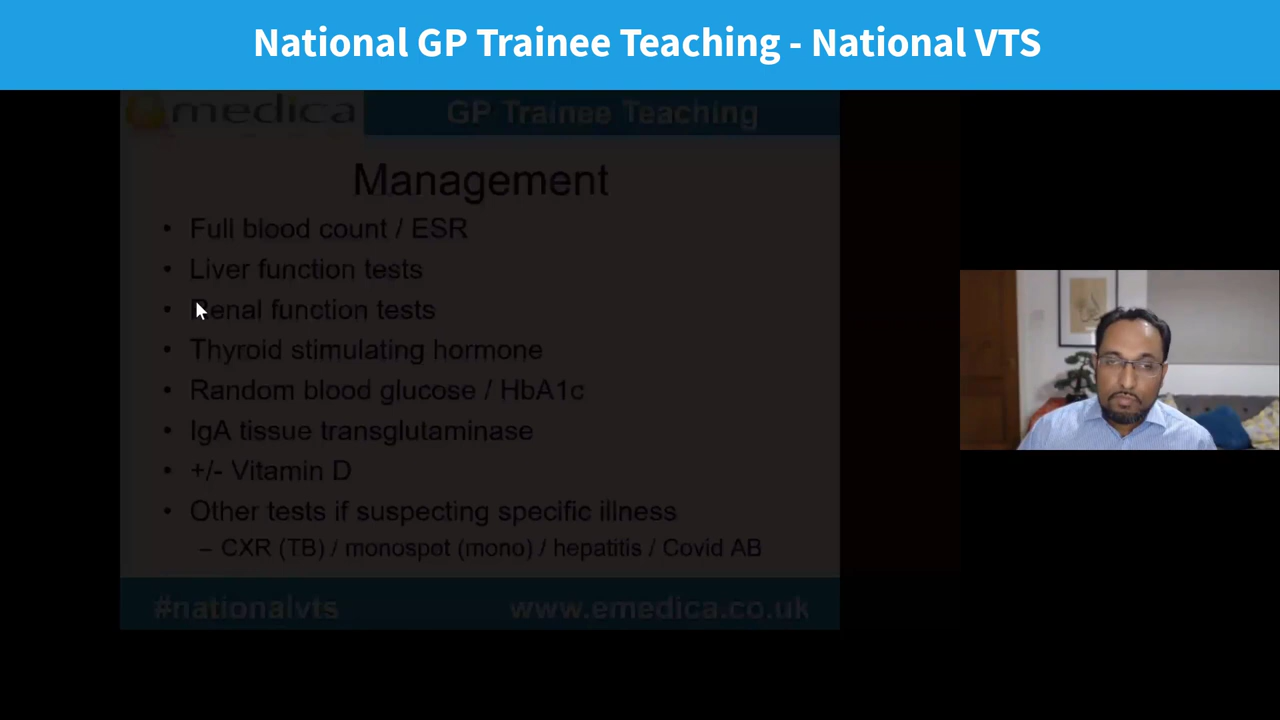 National GP Trainee Teaching - National VTS
emedica
GP Trainee Teaching
Management
• Full blood count / ESR
• Liver function tests
• Renal function tests
• Thyroid stimulating hormone
• Random blood glucose / HbA1c
• IgA tissue transglutaminase
• +/- Vitamin D
• Other tests if suspecting specific illness
– CXR (TB) / monospot (mono) / hepatitis / Covid AB
#nationalvts
www.emedica.co.uk